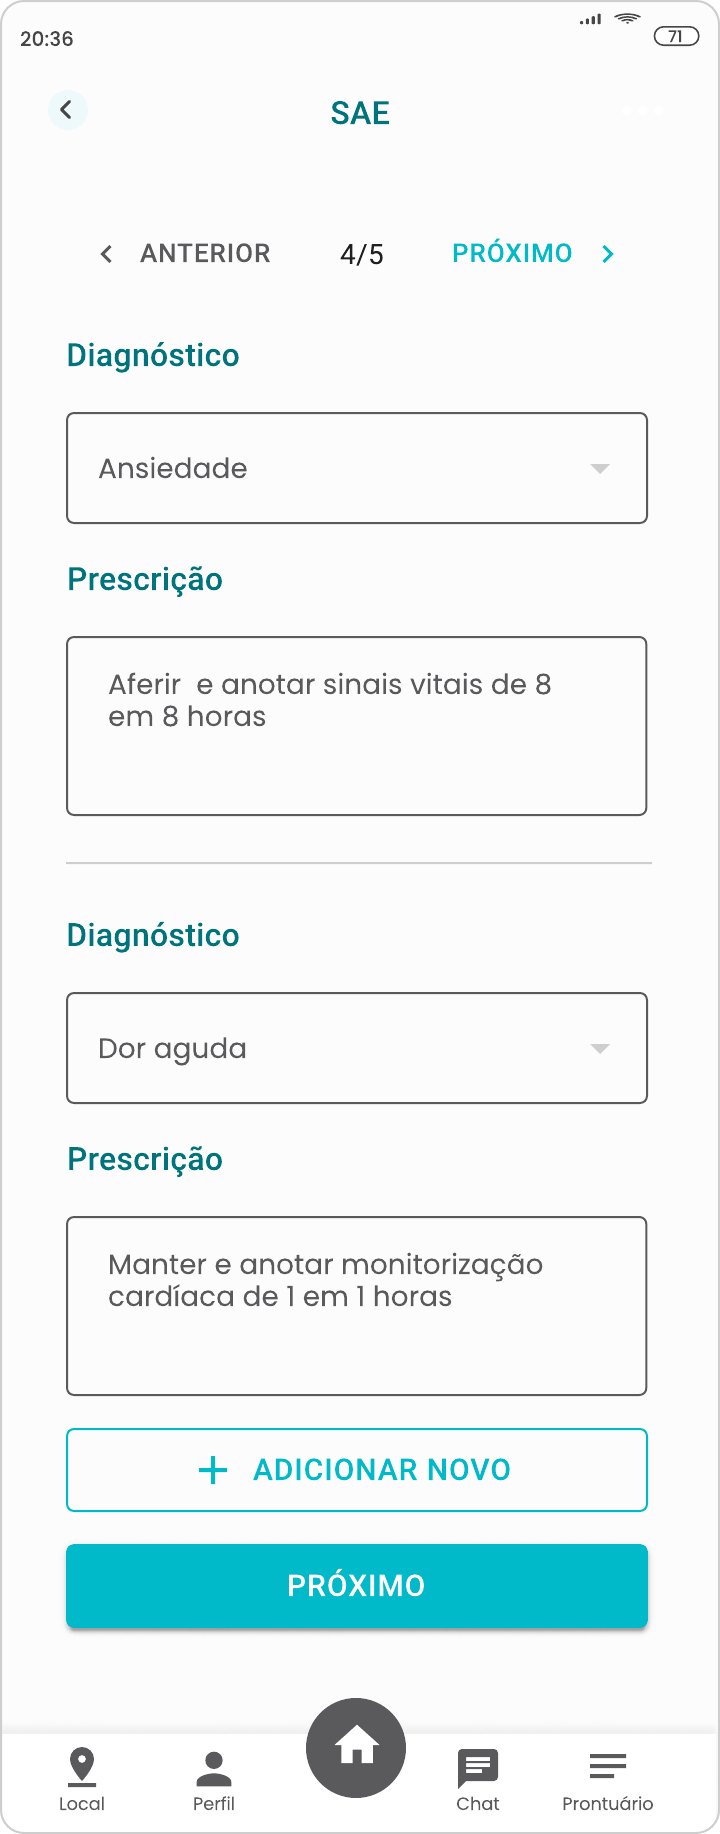 20:36
71
SAE
ANTERIOR 4/5 PRÓXIMO
Diagnóstico
Ansiedade
Prescrição
Aferir  e anotar sinais vitais de 8
em 8 horas
Diagnóstico
Dor aguda
Prescrição
Manter e anotar monitorização
cardíaca de 1 em 1 horas
+ ADICIONAR NOVO
PRÓXIMO
Local Perfil Chat Prontuário